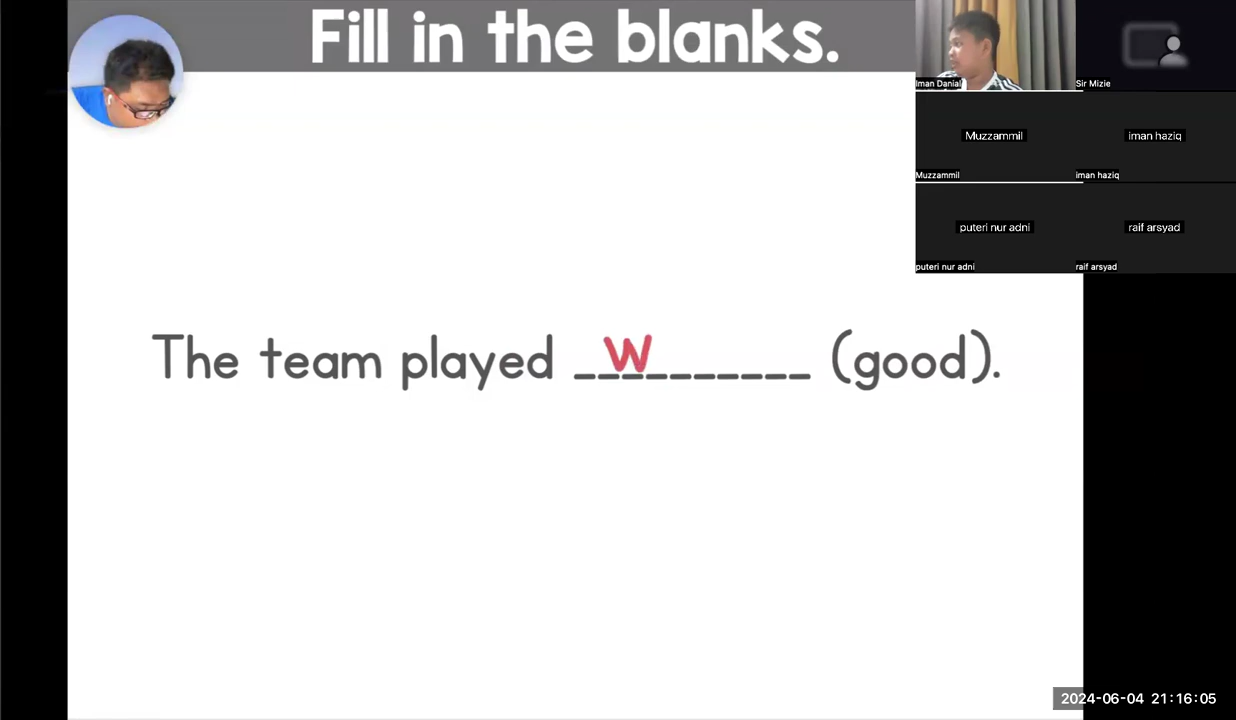 Fill in the blanks.
Iman Danial
Sir Mizie
Muzzammil
iman haziq
Muzzammil
iman haziq
puteri nur adni
raif arsyad
puteri nur adni
raif arsyad
The team played __W_______ (good).
2024-06-04 21:16:05